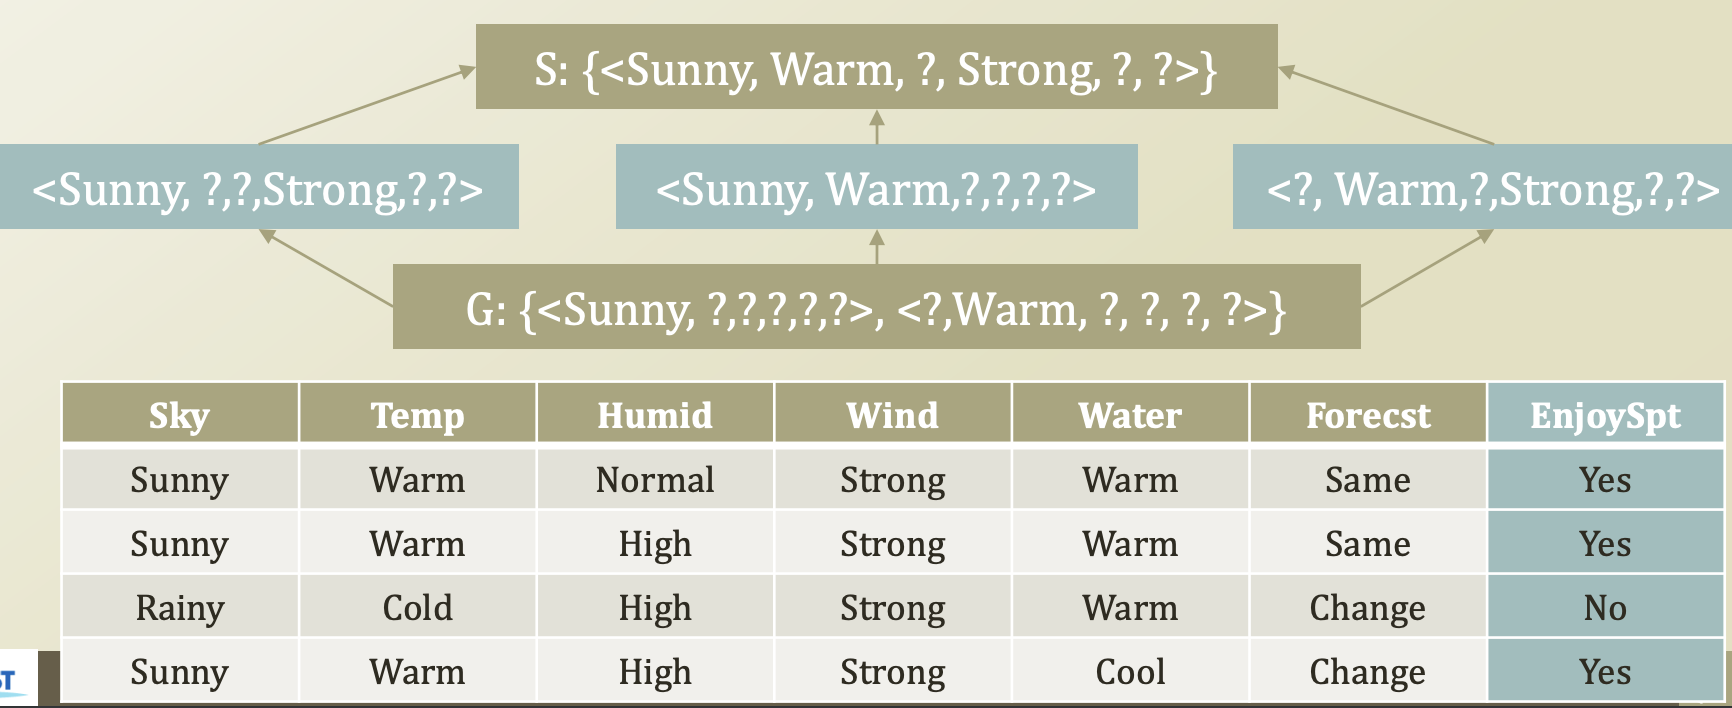 S: {<Sunny, Warm, ?, Strong, ?, ?>}
<Sunny, ?,?,Strong,?,?>
<Sunny, Warm,?,?,?,?>
<?, Warm,?,Strong,?,?>
G: {<Sunny, ?,?,?,?,?>, <?,Warm, ?, ?, ?, ?>}
Sky Temp Humid Wind Water Forecst EnjoySpt
Sunny Warm Normal Strong Warm Same Yes
Sunny Warm High Strong Warm Same Yes
Rainy Cold High Strong Warm Change No
Sunny Warm High Strong Cool Change Yes